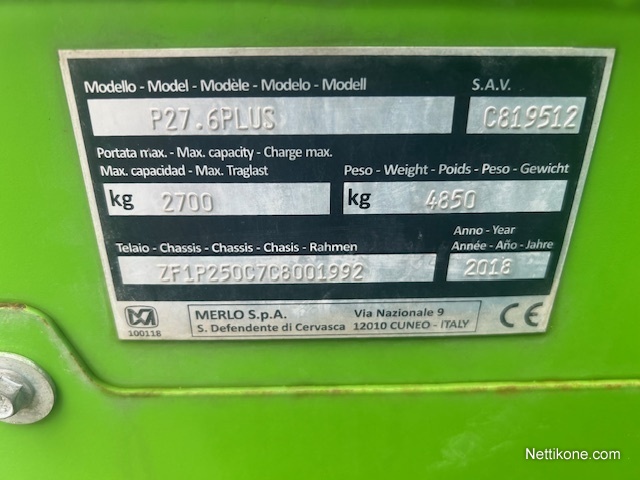 Modello - Model - Modèle - Modelo - Modell
S.A.V.
P27.6PLUS
C819512
Portata max. - Max. capacity - Charge max.
Max. capacidad - Max. Traglast
Peso - Weight - Poids - Peso - Gewicht
kg 2700
kg 4850
Telaio - Chassis - Chassis - Chasis - Rahmen
Anno - Year
Année - Año - Jahre
ZF1P250C7C8001992
2018
100118
MERLO S.p.A.
S. Defendente di Cervasca
Via Nazionale 9
12010 CUNEO - ITALY
CE
Nettikone.com